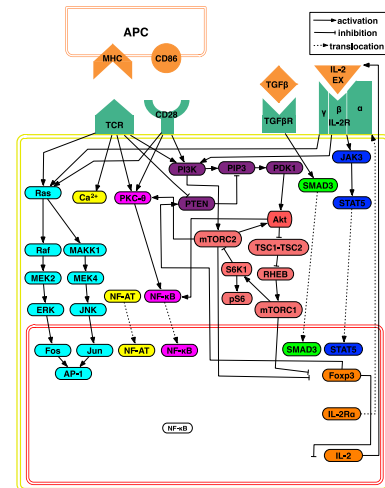 APC
MHC
CD86
activation
inhibition
translocation
IL-2
EX
TGFβ
TCR
CD28
TGFβR
γ
β
α
IL-2R
JAK3
PI3K
PIP3
PDK1
SMAD3
Ras
Ca²⁺
PKC-θ
PTEN
STAT5
Akt
mTORC2
TSC1-TSC2
Raf
MAKK1
S6K1
RHEB
MEK2
MEK4
NF-AT
NF-κB
pS6
ERK
JNK
mTORC1
Fos
Jun
NF-AT
NF-κB
SMAD3
STAT5
AP-1
Foxp3
IL-2Rα
NF-κB
IL-2